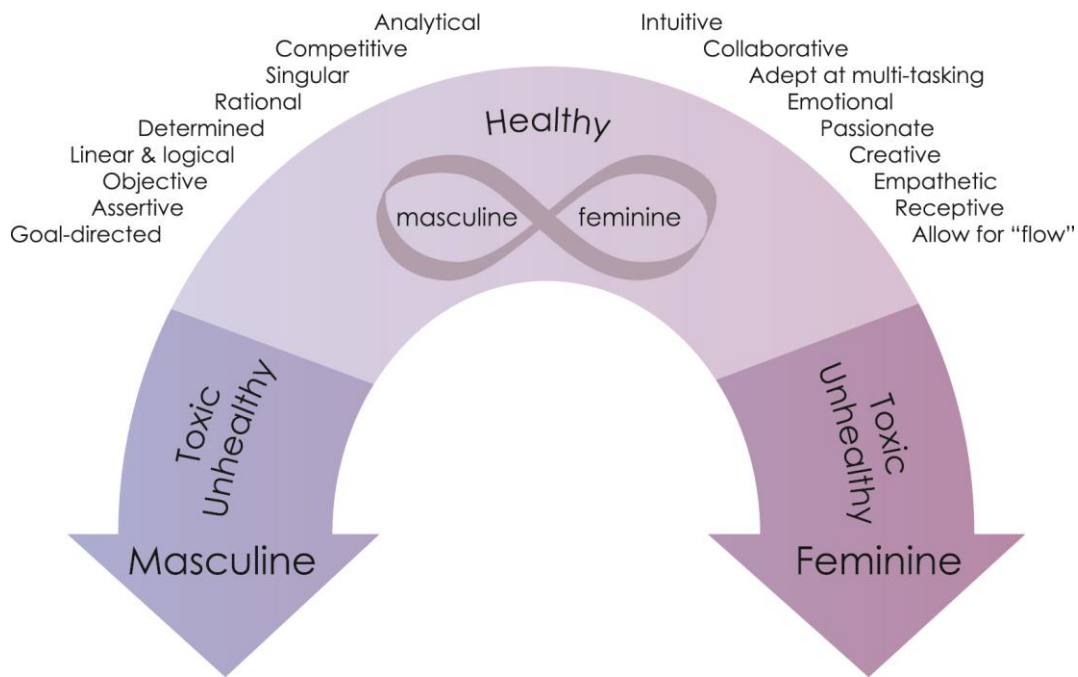 Analytical
Competitive
Singular
Rational
Determined
Linear & logical
Objective
Assertive
Goal-directed
Intuitive
Collaborative
Adept at multi-tasking
Emotional
Passionate
Creative
Empathetic
Receptive
Allow for “flow”
Healthy
masculine
feminine
Toxic
Unhealthy
Masculine
Toxic
Unhealthy
Feminine